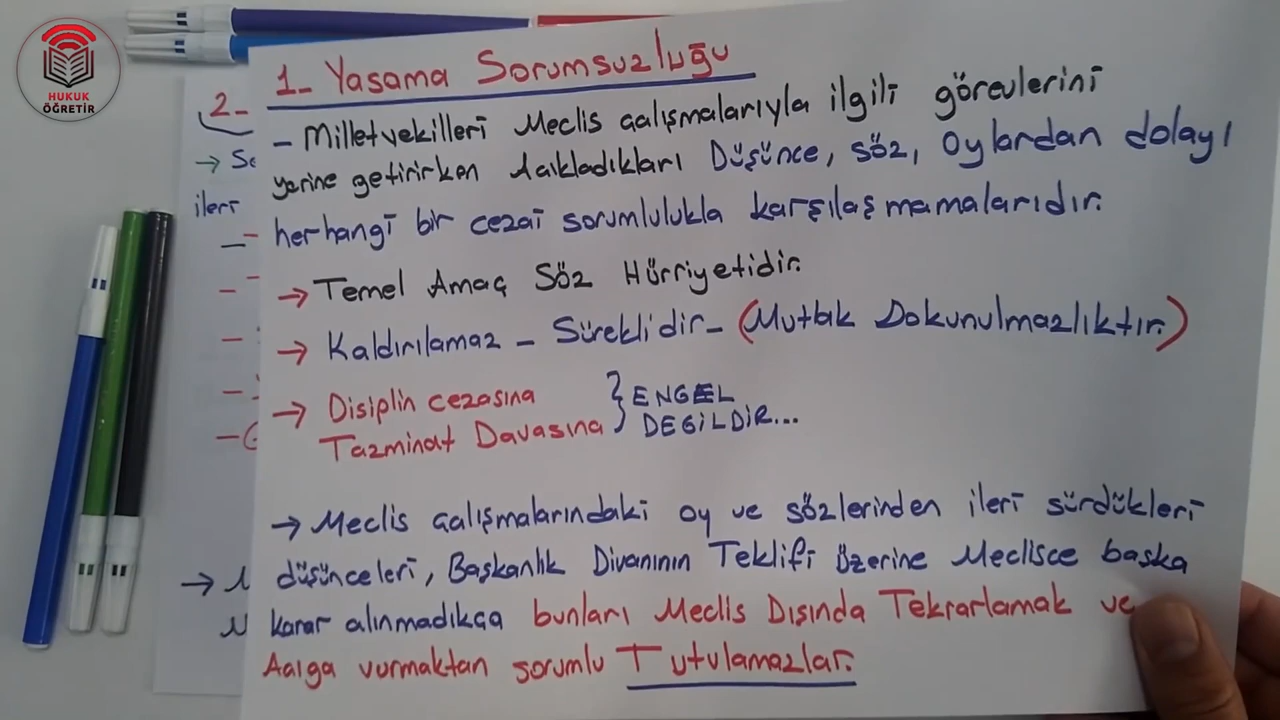 HUKUK
ÖĞRETİR
1- Yasama Sorumsuzluğu
- Milletvekilleri Meclis çalışmalarıyla ilgili görevlerini
yerine getirirken Açıkladıkları Düşünce, söz, Oylardan dolayı
herhangi bir cezai sorumlulukla karşılaşmamalarıdır.
→ Temel Amaç Söz Hürriyetidir.
→ Kaldırılamaz - Süreklidir - (Mutlak Dokunulmazlıktır.)
→ Disiplin cezasına
Tazminat Davasına } ENGEL
DEGİLDİR...
→ Meclis çalışmalarındaki oy ve sözlerinden ileri sürdükleri
düşünceleri, Başkanlık Divanının Teklifi üzerine Meclisce başka
karar alınmadıkça bunları Meclis Dışında Tekrarlamak ve
Açığa vurmaktan sorumlu Tutulamazlar.
2-
ileri